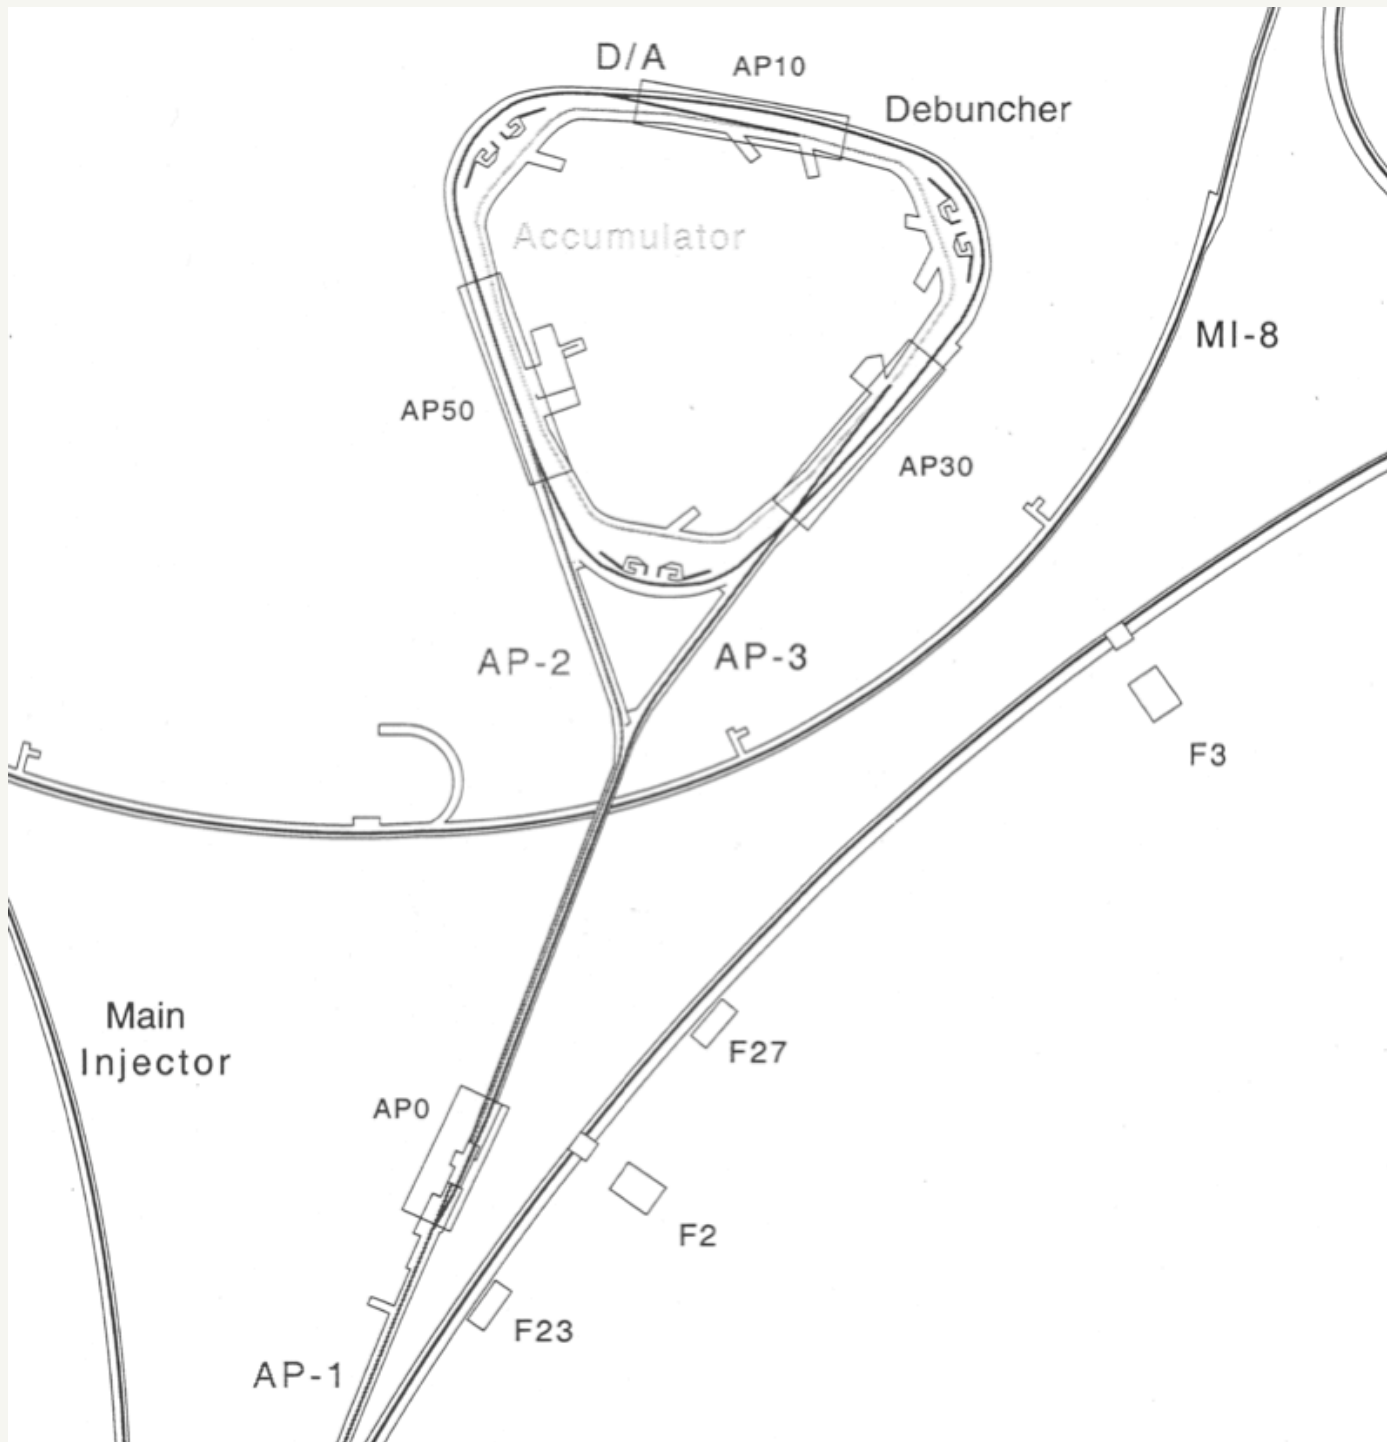 D/A
AP10
Debuncher
Accumulator
MI-8
AP50
AP30
AP-2
AP-3
F3
Main
Injector
F27
AP0
F2
F23
AP-1